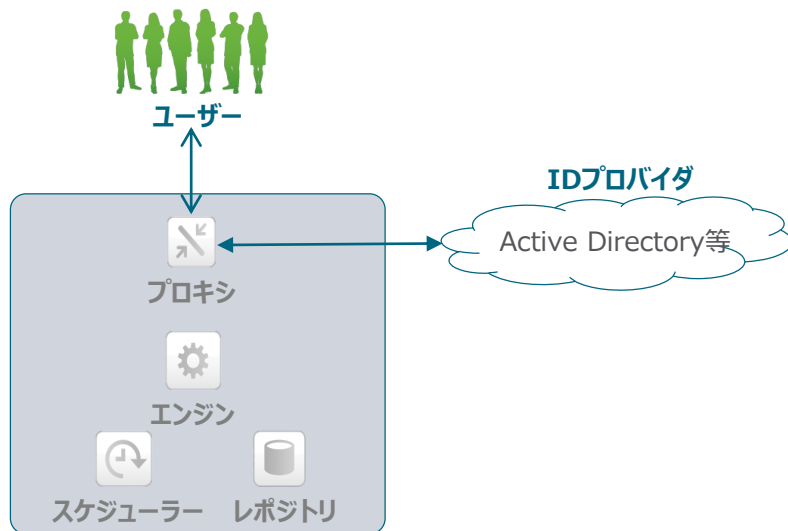 ユーザー
IDプロバイダ
Active Directory等
プロキシ
エンジン
スケジューラー
レポジトリ